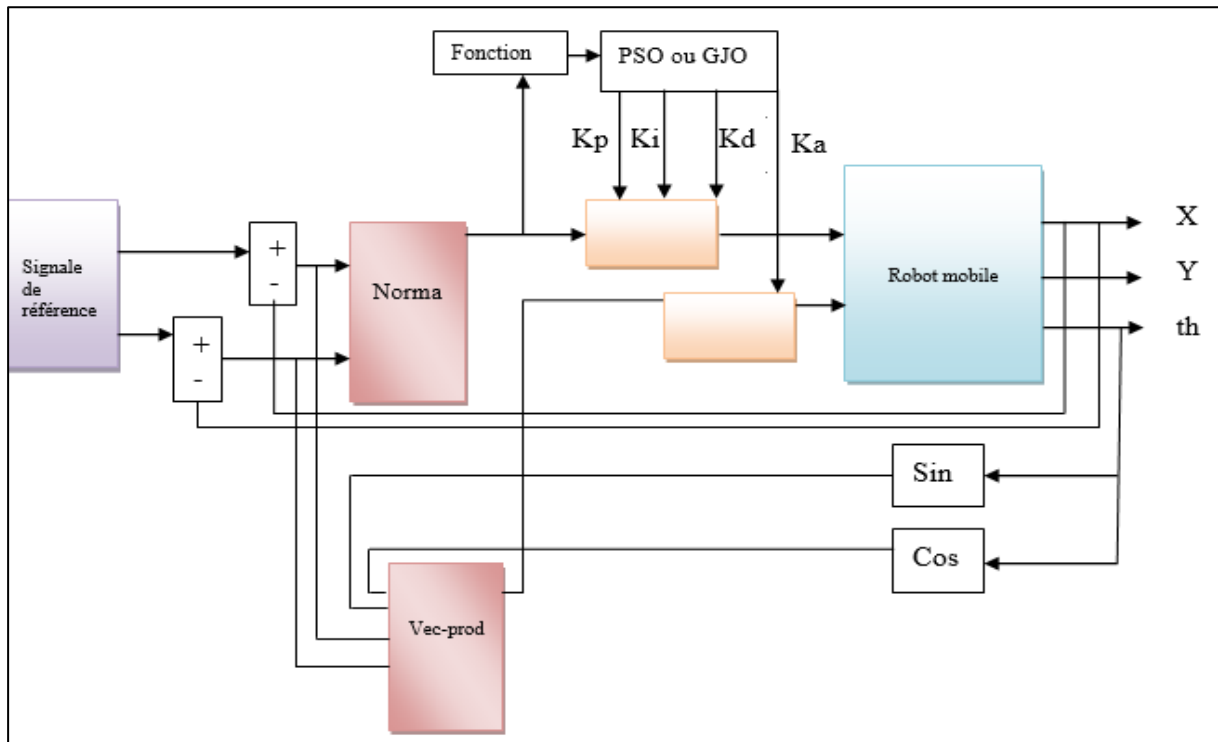 Fonction
PSO ou GJO
Kp
Ki
Kd
Ka
Signale
de
référence
+
-
+
-
Norma
Robot mobile
X
Y
th
Sin
Cos
Vec-prod